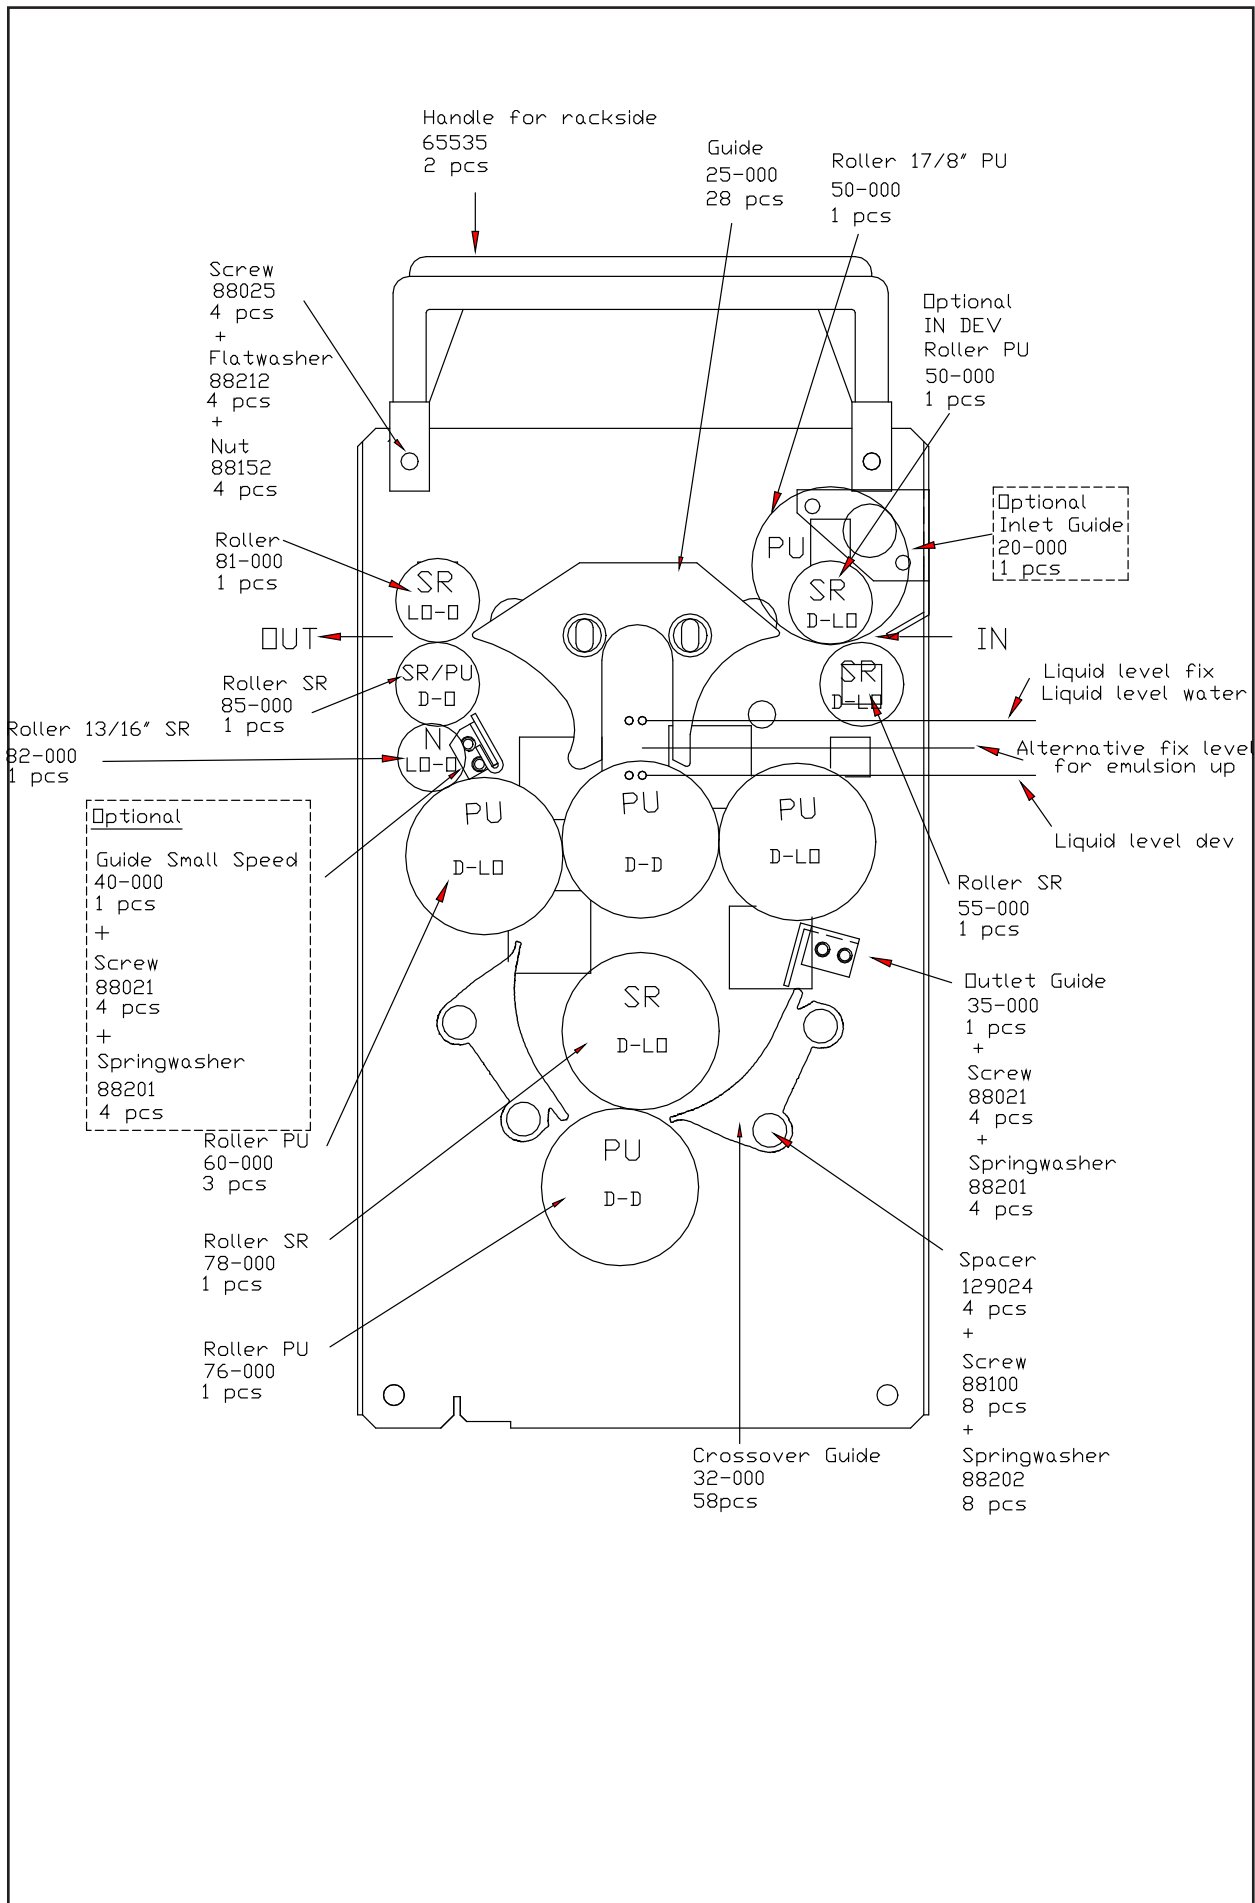 Handle for rackside
65535
2 pcs
Guide
25-000
28 pcs
Roller 17/8" PU
50-000
1 pcs
Screw
88025
4 pcs
+
Flatwasher
88212
4 pcs
+
Nut
88152
4 pcs
Optional
IN DEV
Roller PU
50-000
1 pcs
Optional
Inlet Guide
20-000
1 pcs
Roller
81-000
1 pcs
SR
LO-O
PU
SR
D-LO
OUT
IN
Roller SR
85-000
1 pcs
SR/PU
D-O
SR
D-LO
Liquid level fix
Liquid level water
Roller 13/16" SR
82-000
1 pcs
N
LO-O
Alternative fix level
for emulsion up
Liquid level dev
PU
D-LO
PU
D-D
PU
D-LO
Optional
Guide Small Speed
40-000
1 pcs
+
Screw
88021
4 pcs
+
Springwasher
88201
4 pcs
Roller SR
55-000
1 pcs
Outlet Guide
35-000
1 pcs
+
Screw
88021
4 pcs
+
Springwasher
88201
4 pcs
SR
D-LO
PU
D-D
Roller PU
60-000
3 pcs
Roller SR
78-000
1 pcs
Roller PU
76-000
1 pcs
Spacer
129024
4 pcs
+
Screw
88100
8 pcs
+
Springwasher
88202
8 pcs
Crossover Guide
32-000
58pcs